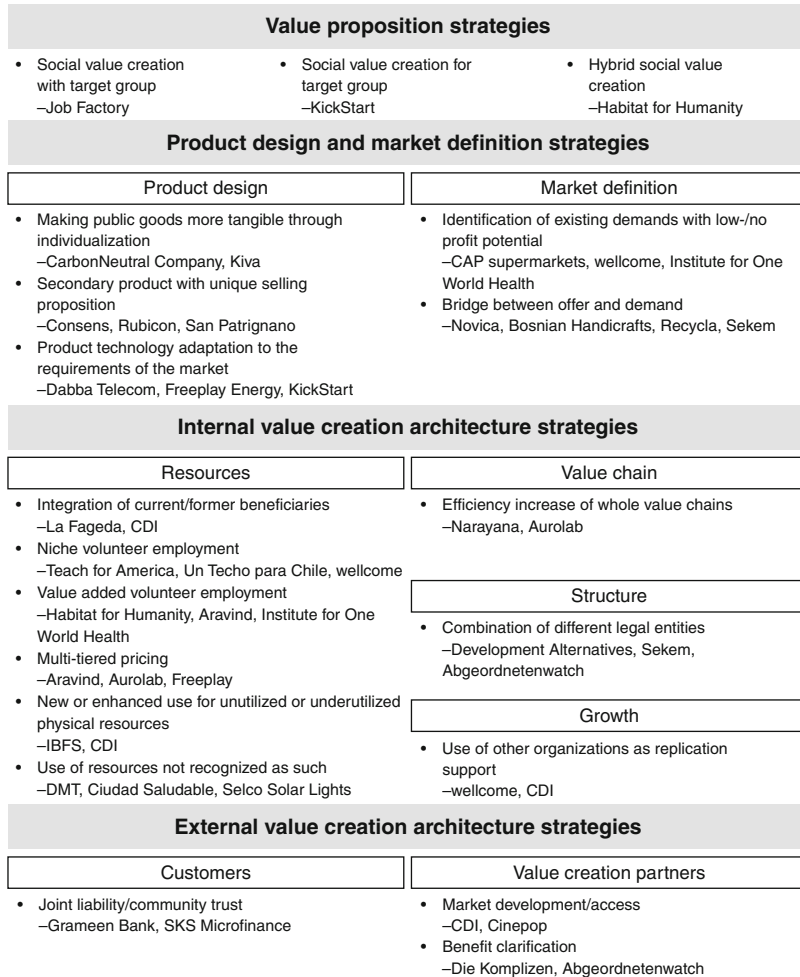 Value proposition strategies
• Social value creation
with target group
–Job Factory
• Social value creation for
target group
–KickStart
• Hybrid social value
creation
–Habitat for Humanity
Product design and market definition strategies
Product design
• Making public goods more tangible through
individualization
–CarbonNeutral Company, Kiva
• Secondary product with unique selling
proposition
–Consens, Rubicon, San Patrignano
• Product technology adaptation to the
requirements of the market
–Dabba Telecom, Freeplay Energy, KickStart
Market definition
• Identification of existing demands with low-/no
profit potential
–CAP supermarkets, wellcome, Institute for One
World Health
• Bridge between offer and demand
–Novica, Bosnian Handicrafts, Recycla, Sekem
Internal value creation architecture strategies
Resources
• Integration of current/former beneficiaries
–La Fageda, CDI
• Niche volunteer employment
–Teach for America, Un Techo para Chile, wellcome
• Value added volunteer employment
–Habitat for Humanity, Aravind, Institute for One
World Health
• Multi-tiered pricing
–Aravind, Aurolab, Freeplay
• New or enhanced use for unutilized or underutilized
physical resources
–IBFS, CDI
• Use of resources not recognized as such
–DMT, Ciudad Saludable, Selco Solar Lights
Value chain
• Efficiency increase of whole value chains
–Narayana, Aurolab
Structure
• Combination of different legal entities
–Development Alternatives, Sekem,
Abgeordnetenwatch
Growth
• Use of other organizations as replication
support
–wellcome, CDI
External value creation architecture strategies
Customers
• Joint liability/community trust
–Grameen Bank, SKS Microfinance
Value creation partners
• Market development/access
–CDI, Cinepop
• Benefit clarification
–Die Komplizen, Abgeordnetenwatch